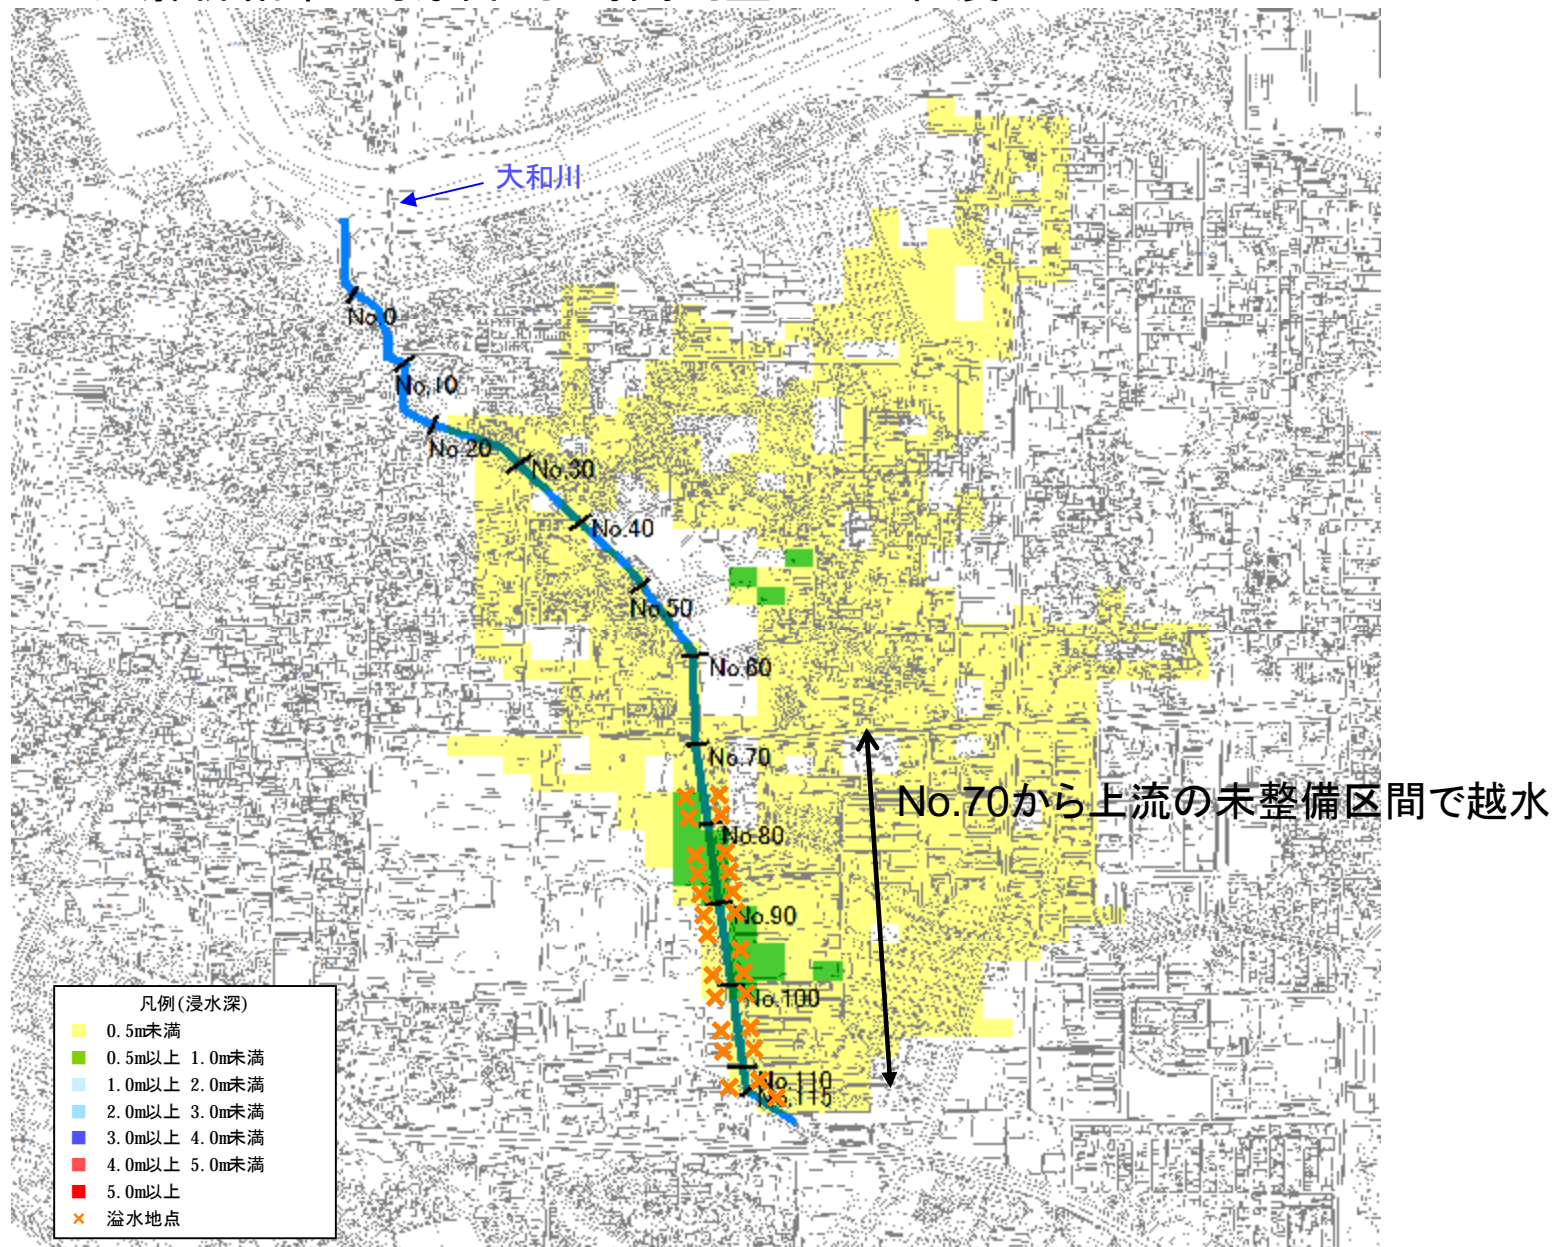 大和川
No.0
No.10
No.20
No.30
No.40
No.50
No.60
No.70
No.70から上流の未整備区間で越水
No.80
No.90
No.100
No.110
No.115
凡例(浸水深)
0.5m未満
0.5m以上 1.0m未満
1.0m以上 2.0m未満
2.0m以上 3.0m未満
3.0m以上 4.0m未満
4.0m以上 5.0m未満
5.0m以上
溢水地点